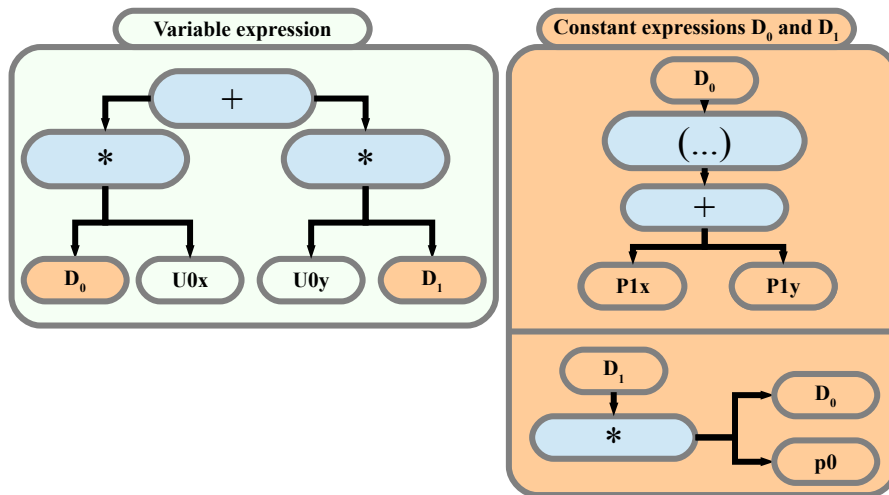 Variable expression
+
*
*
D₀
U0x
U0y
D₁
Constant expressions D₀ and D₁
D₀
(...)
+
P1x
P1y
D₁
*
D₀
p0